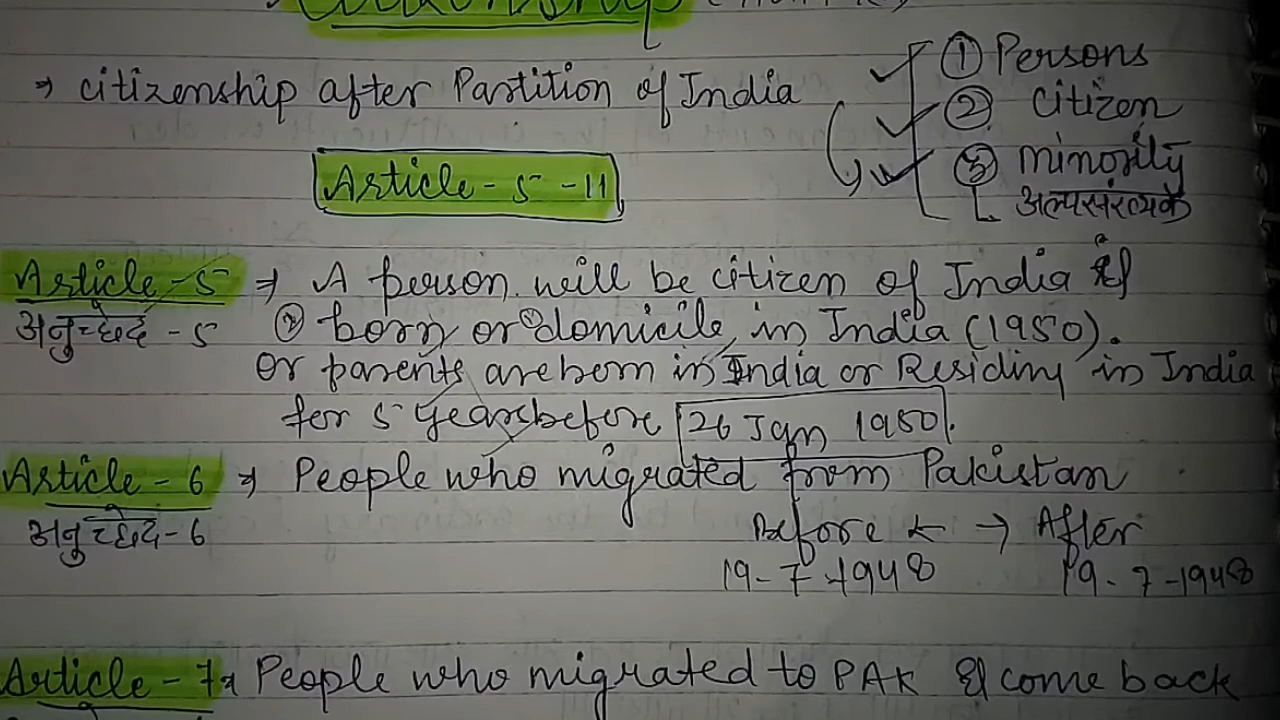 Citizenship
⇒ citizenship after Partition of India
① Persons
② citizen
③ minority
अल्पसंख्यक
Article - 5 - 11
Article - 5 ⇒ A person will be citizen of India if
अनुच्छेद - 5 ② born or ① domicile in India (1950).
or parents are born in India or Residing in India
for 5 years before 26 Jan 1950.
Article - 6 ⇒ People who migrated from Pakistan
अनुच्छेद - 6 Before ← → After
19-7-1948 19-7-1948
Article - 7 ⇒ People who migrated to PAK & come back